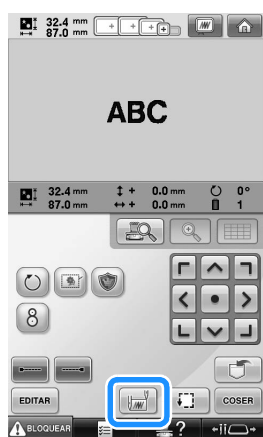 32.4 mm
87.0 mm
ABC
32.4 mm + 0.0 mm 0°
87.0 mm + 0.0 mm 1
EDITAR COSER
BLOQUEAR ?